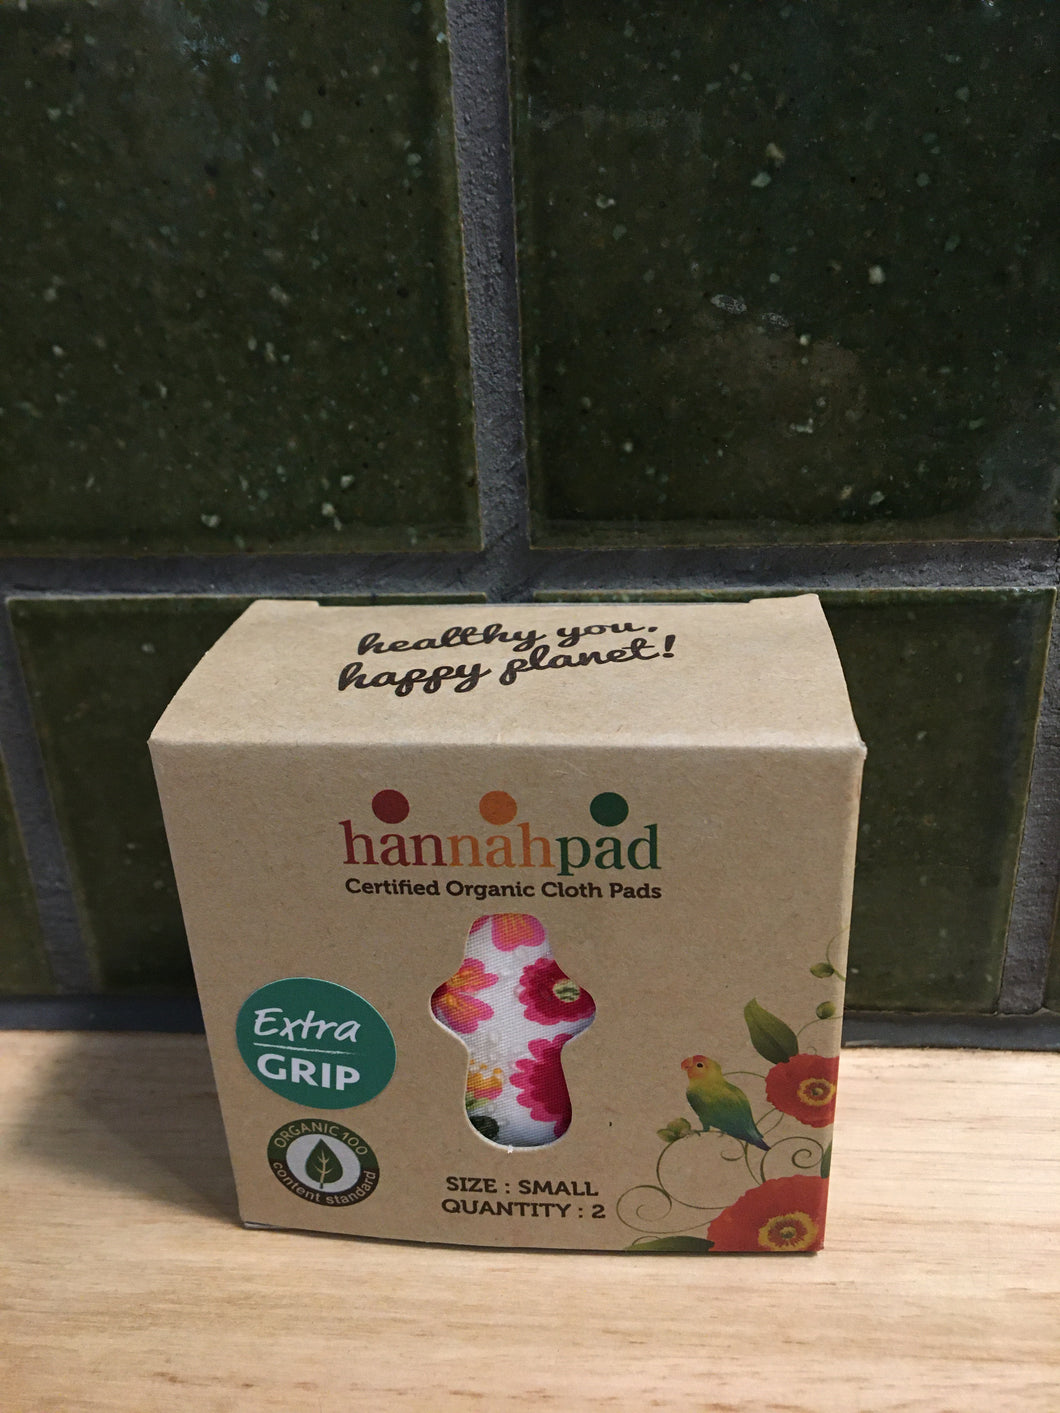 healthy you,
happy planet!
hannahpad
Certified Organic Cloth Pads
Extra
GRIP
ORGANIC 100
content standard
SIZE : SMALL
QUANTITY : 2